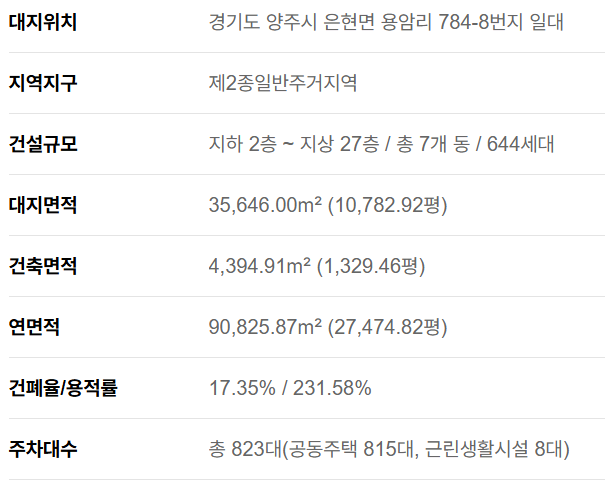 대지위치 경기도 양주시 은현면 용암리 784-8번지 일대
지역지구 제2종일반주거지역
건설규모 지하 2층 ~ 지상 27층 / 총 7개 동 / 644세대
대지면적 35,646.00m² (10,782.92평)
건축면적 4,394.91m² (1,329.46평)
연면적 90,825.87m² (27,474.82평)
건폐율/용적률 17.35% / 231.58%
주차대수 총 823대(공동주택 815대, 근린생활시설 8대)